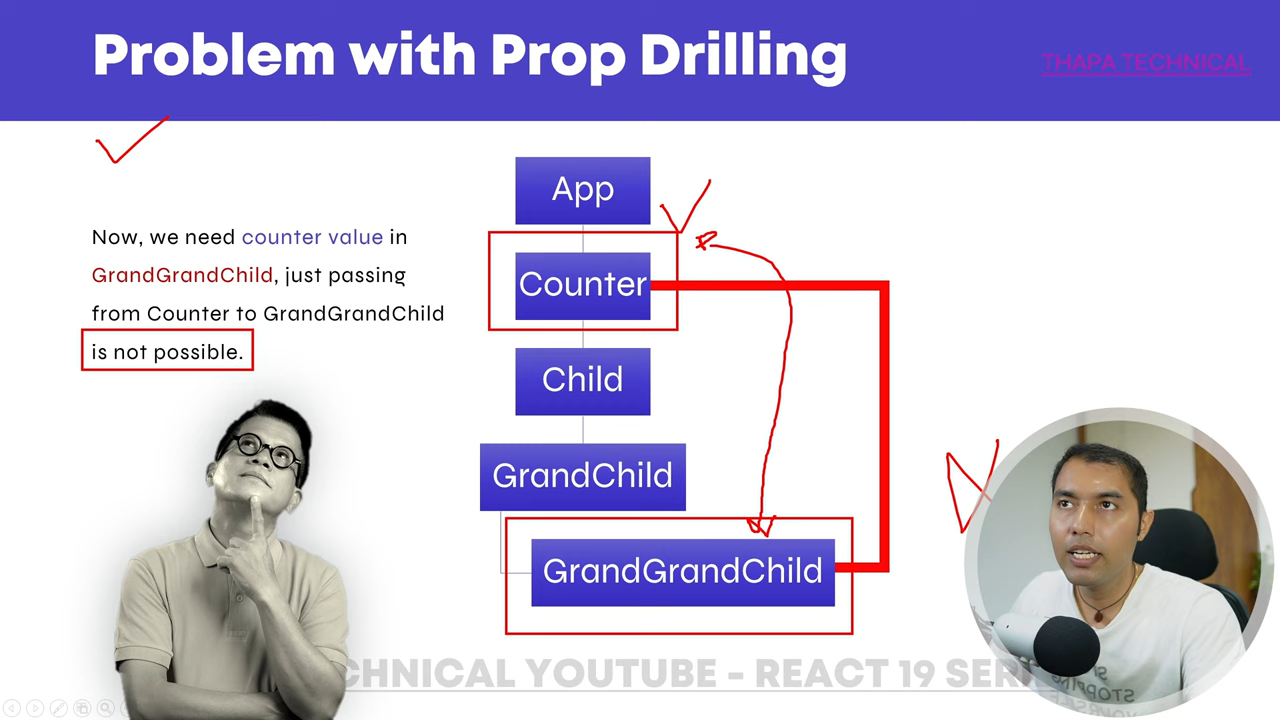 Problem with Prop Drilling
THAPA TECHNICAL
Now, we need counter value in
GrandGrandChild, just passing
from Counter to GrandGrandChild
is not possible.
App
Counter
Child
GrandChild
GrandGrandChild
CHNICAL YOUTUBE - REACT 19 SERI